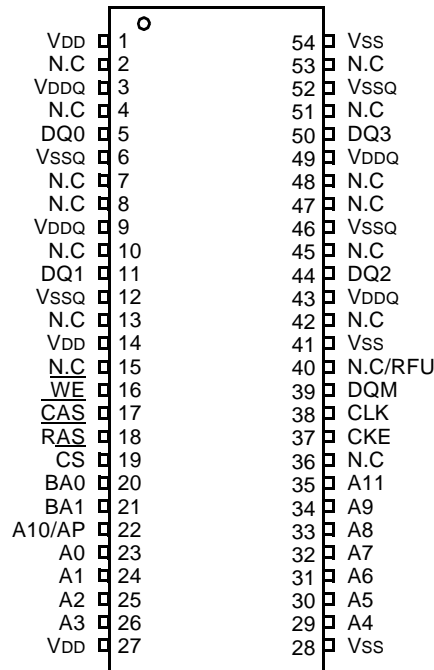 VDD 1 54 VSS
N.C 2 53 N.C
VDDQ 3 52 VSSQ
N.C 4 51 N.C
DQ0 5 50 DQ3
VSSQ 6 49 VDDQ
N.C 7 48 N.C
N.C 8 47 N.C
VDDQ 9 46 VSSQ
N.C 10 45 N.C
DQ1 11 44 DQ2
VSSQ 12 43 VDDQ
N.C 13 42 N.C
VDD 14 41 VSS
N.C 15 40 N.C/RFU
WE 16 39 DQM
CAS 17 38 CLK
RAS 18 37 CKE
CS 19 36 N.C
BA0 20 35 A11
BA1 21 34 A9
A10/AP 22 33 A8
A0 23 32 A7
A1 24 31 A6
A2 25 30 A5
A3 26 29 A4
VDD 27 28 VSS